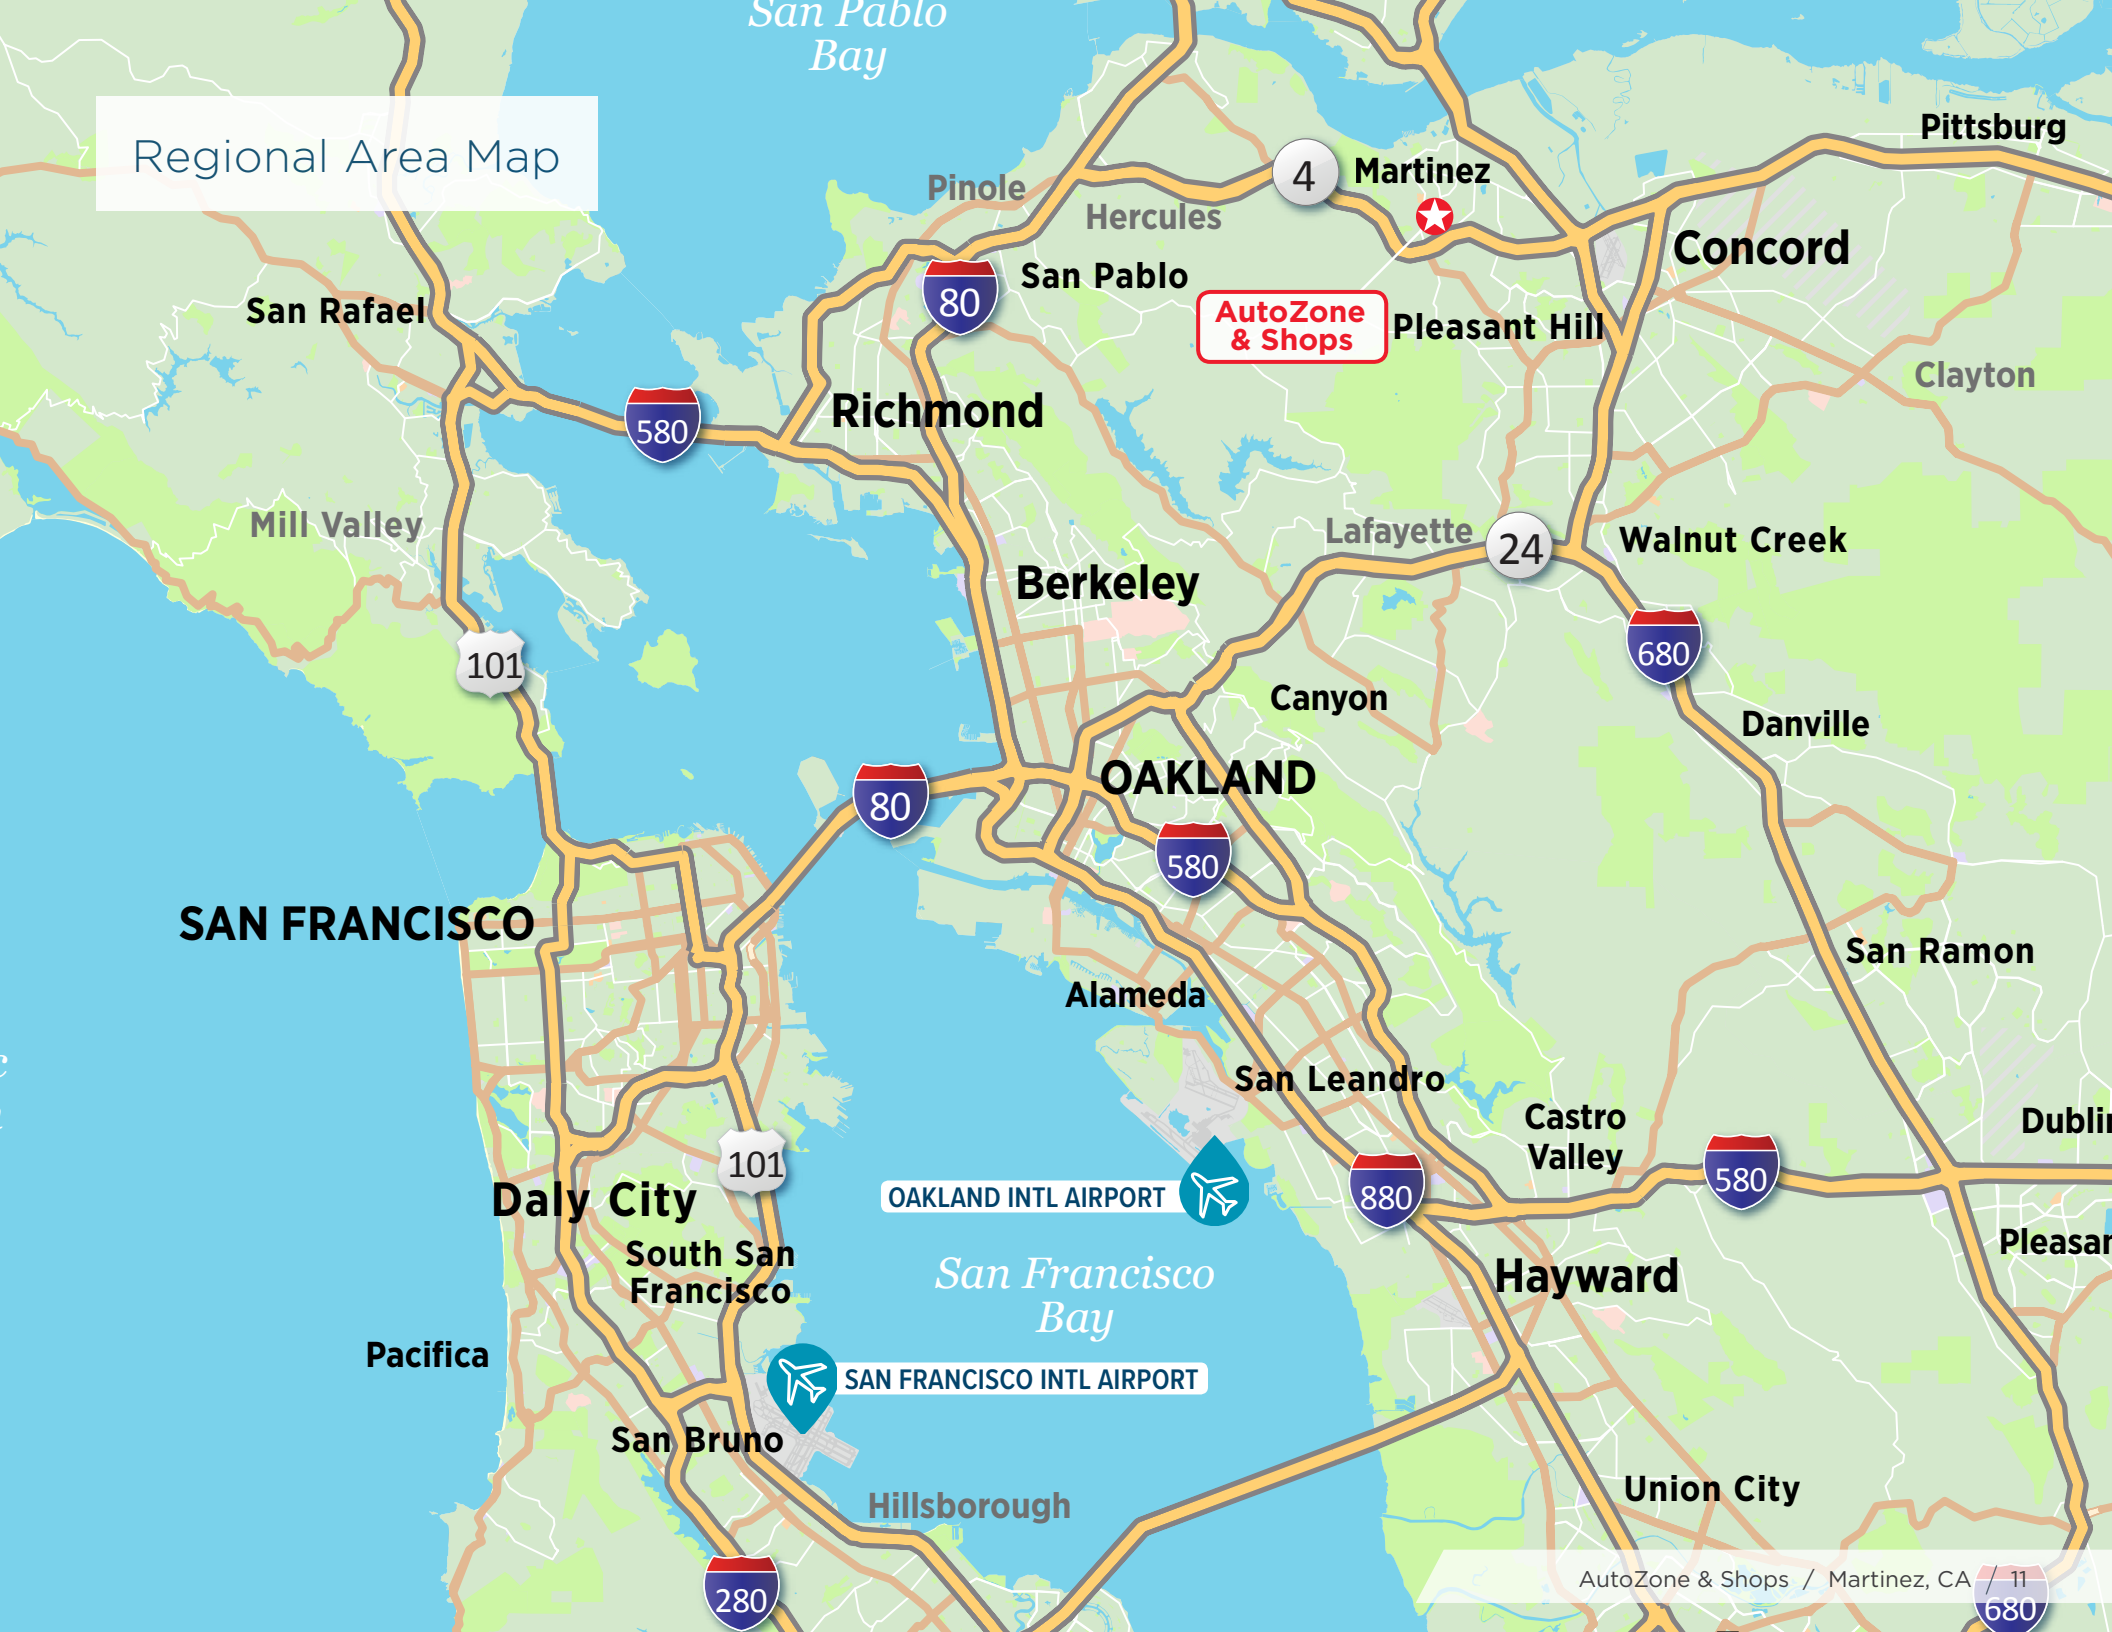 San Pablo
Bay
Regional Area Map
Pittsburg
4
Martinez
Pinole
Hercules
Concord
San Pablo
80
San Rafael
AutoZone
& Shops
Pleasant Hill
Clayton
580
Richmond
Mill Valley
Lafayette
24
Walnut Creek
Berkeley
101
680
Canyon
Danville
OAKLAND
80
580
SAN FRANCISCO
San Ramon
Alameda
San Leandro
Castro
Valley
Dublin
101
580
OAKLAND INTL AIRPORT
880
Daly City
South San
Francisco
Pleasan
San Francisco
Bay
Hayward
Pacifica
SAN FRANCISCO INTL AIRPORT
San Bruno
Union City
Hillsborough
280
AutoZone & Shops / Martinez, CA / 11
680